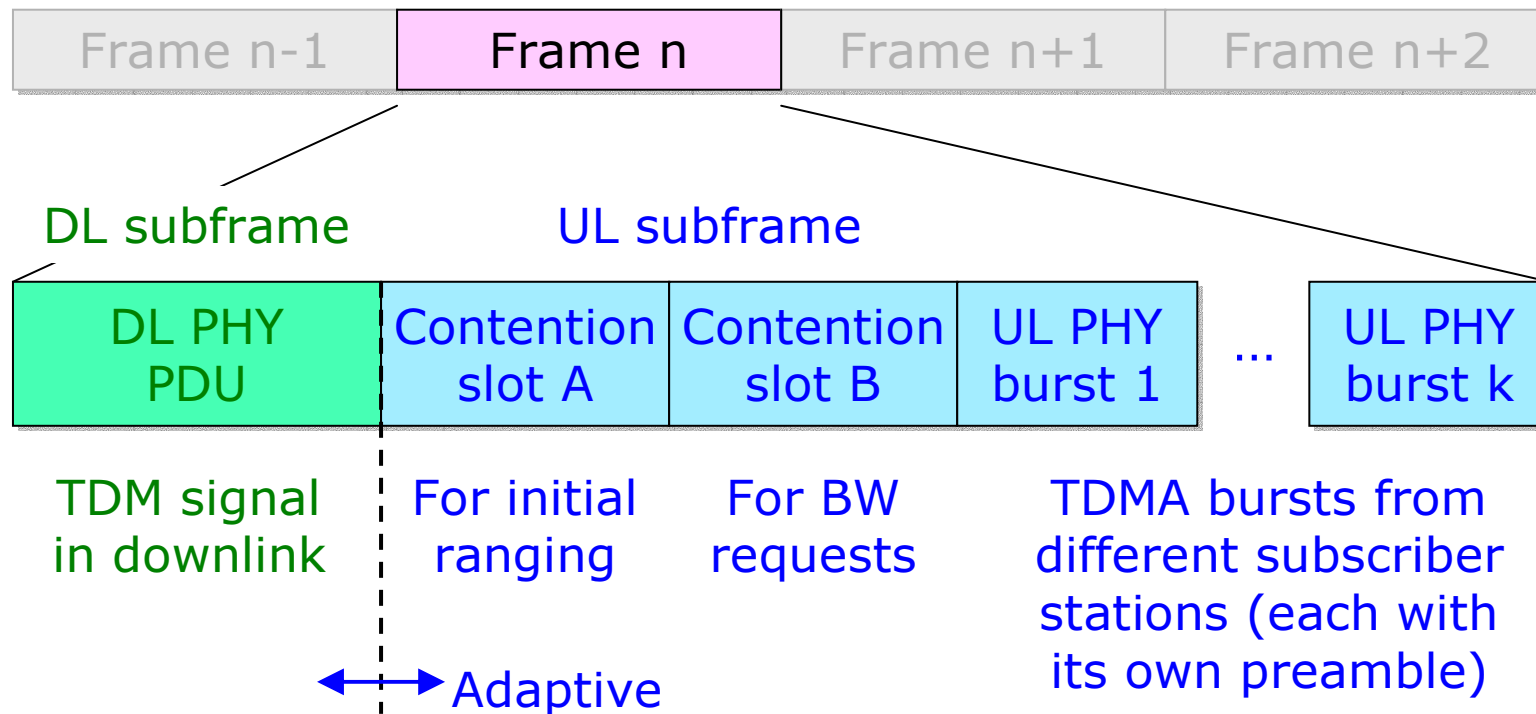 Frame n-1 Frame n Frame n+1 Frame n+2
DL subframe UL subframe
DL PHY
PDU
Contention
slot A
Contention
slot B
UL PHY
burst 1
...
UL PHY
burst k
TDM signal
in downlink
For initial
ranging
For BW
requests
TDMA bursts from
different subscriber
stations (each with
its own preamble)
Adaptive